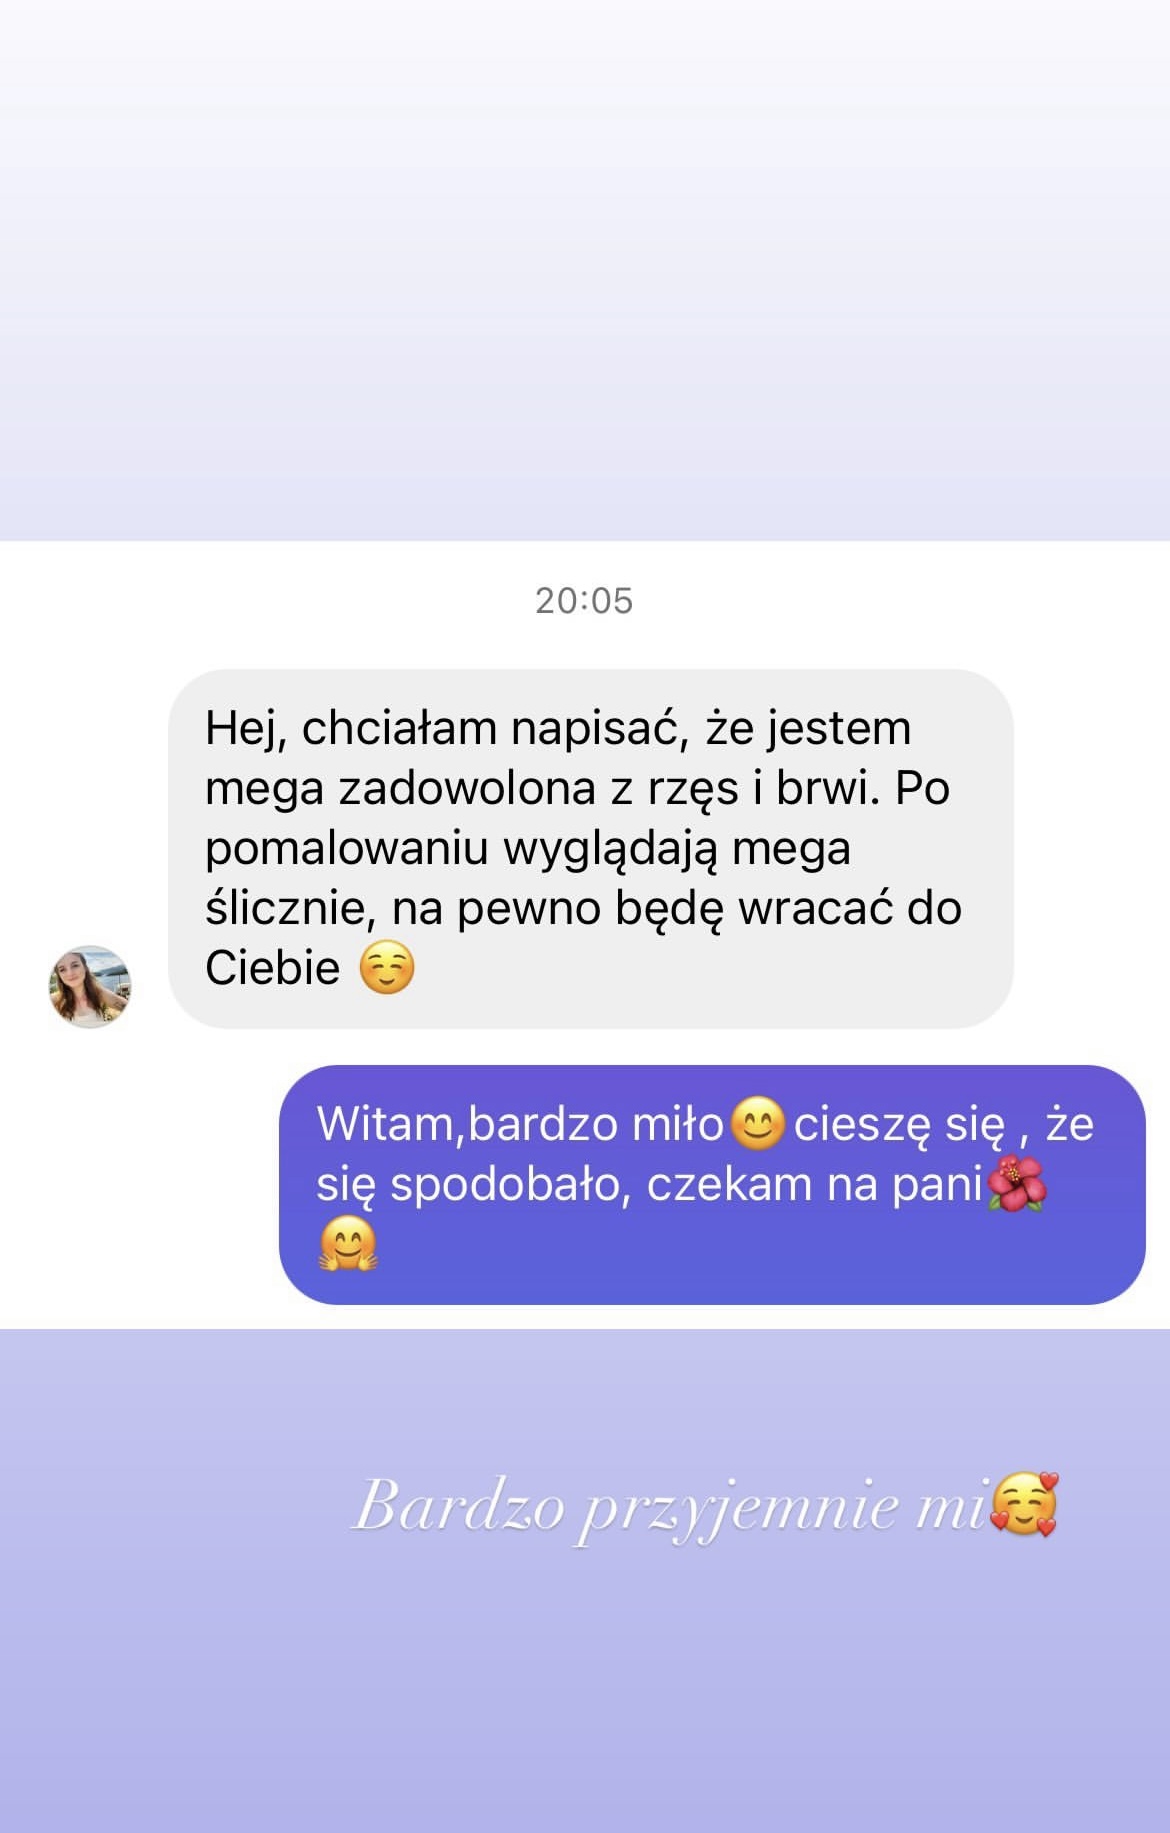 20:05
Hej, chciałam napisać, że jestem
mega zadowolona z rzęs i brwi. Po
pomalowaniu wyglądają mega
ślicznie, na pewno będę wracać do
Ciebie ☺️
Witam,bardzo miło😊cieszę się , że
się spodobało, czekam na pani🌺
🤗
Bardzo przyjemnie mi🥰